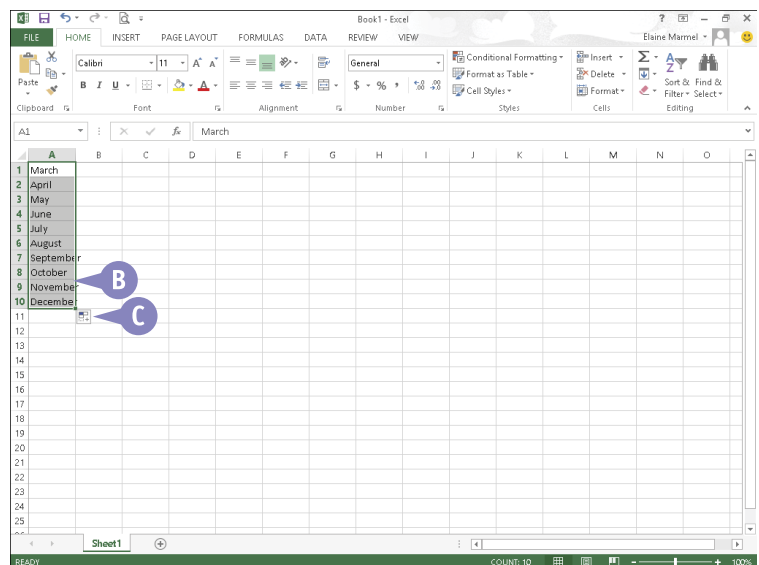 Book1 - Excel
FILE HOME INSERT PAGE LAYOUT FORMULAS DATA REVIEW VIEW Elaine Marmel
Paste
Calibri 11 A A
B I U A
General
$ % , .00 .00
Conditional Formatting
Format as Table
Cell Styles
Insert
Delete
Format
Sort & Filter
Find & Select
Clipboard Font Alignment Number Styles Cells Editing
A1 fx March
A B C D E F G H I J K L M N O
1 March
2 April
3 May
4 June
5 July
6 August
7 September
8 October
9 November
10 December
B
C
11
12
13
14
15
16
17
18
19
20
21
22
23
24
25
Sheet1
READY COUNT: 10 100%